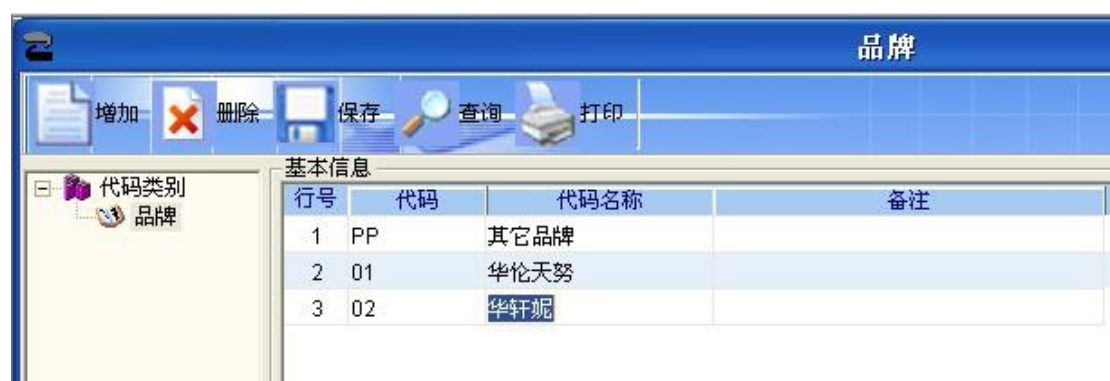 品牌
增加 删除 保存 查询 打印
代码类别
品牌
基本信息
行号 代码 代码名称 备注
1 PP 其它品牌
2 01 华伦天努
3 02 华轩妮